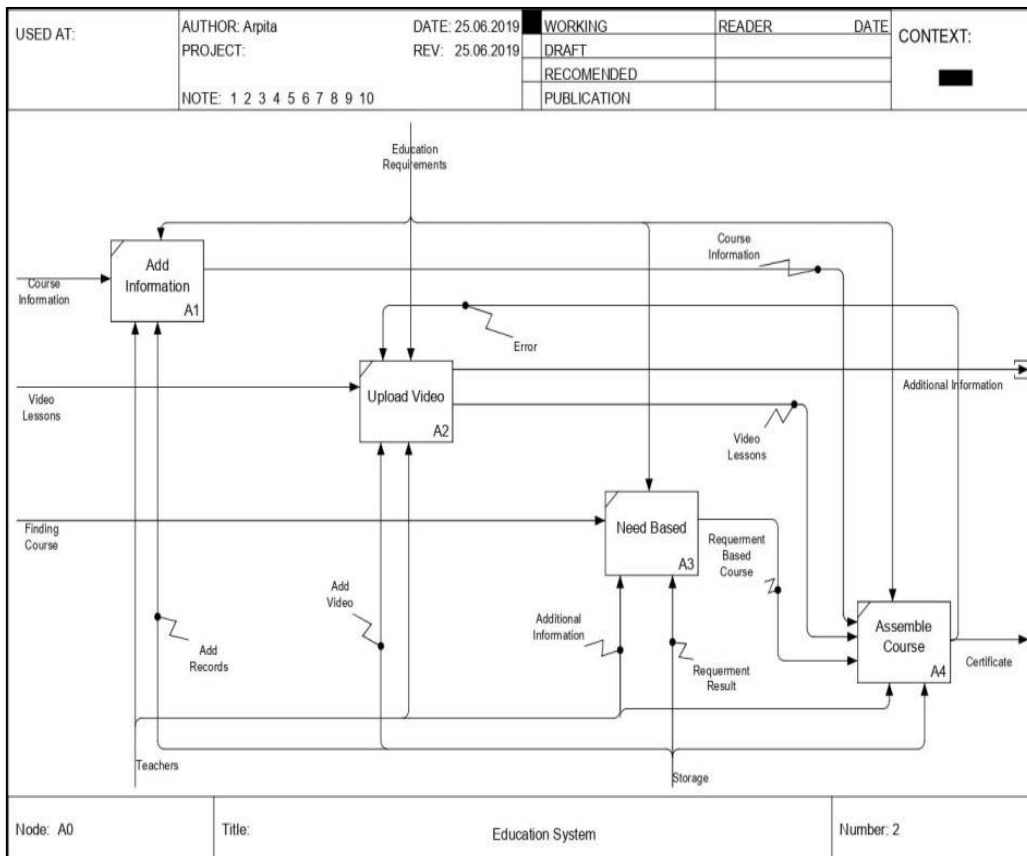 USED AT:
AUTHOR: Arpita
DATE: 25.06.2019
WORKING
READER
DATE
CONTEXT:
PROJECT:
REV: 25.06.2019
DRAFT
RECOMENDED
NOTE: 1 2 3 4 5 6 7 8 9 10
PUBLICATION
Education
Requirements
Course
Information
Add
Information
A1
Course
Information
Error
Upload Video
A2
Additional Information
Video
Lessons
Video
Lessons
Need Based
A3
Finding
Course
Requerment
Based
Course
Add
Video
Additional
Information
Assemble
Course
A4
Add
Records
Requerment
Result
Certificate
Teachers
Storage
Node: A0
Title:
Education System
Number: 2